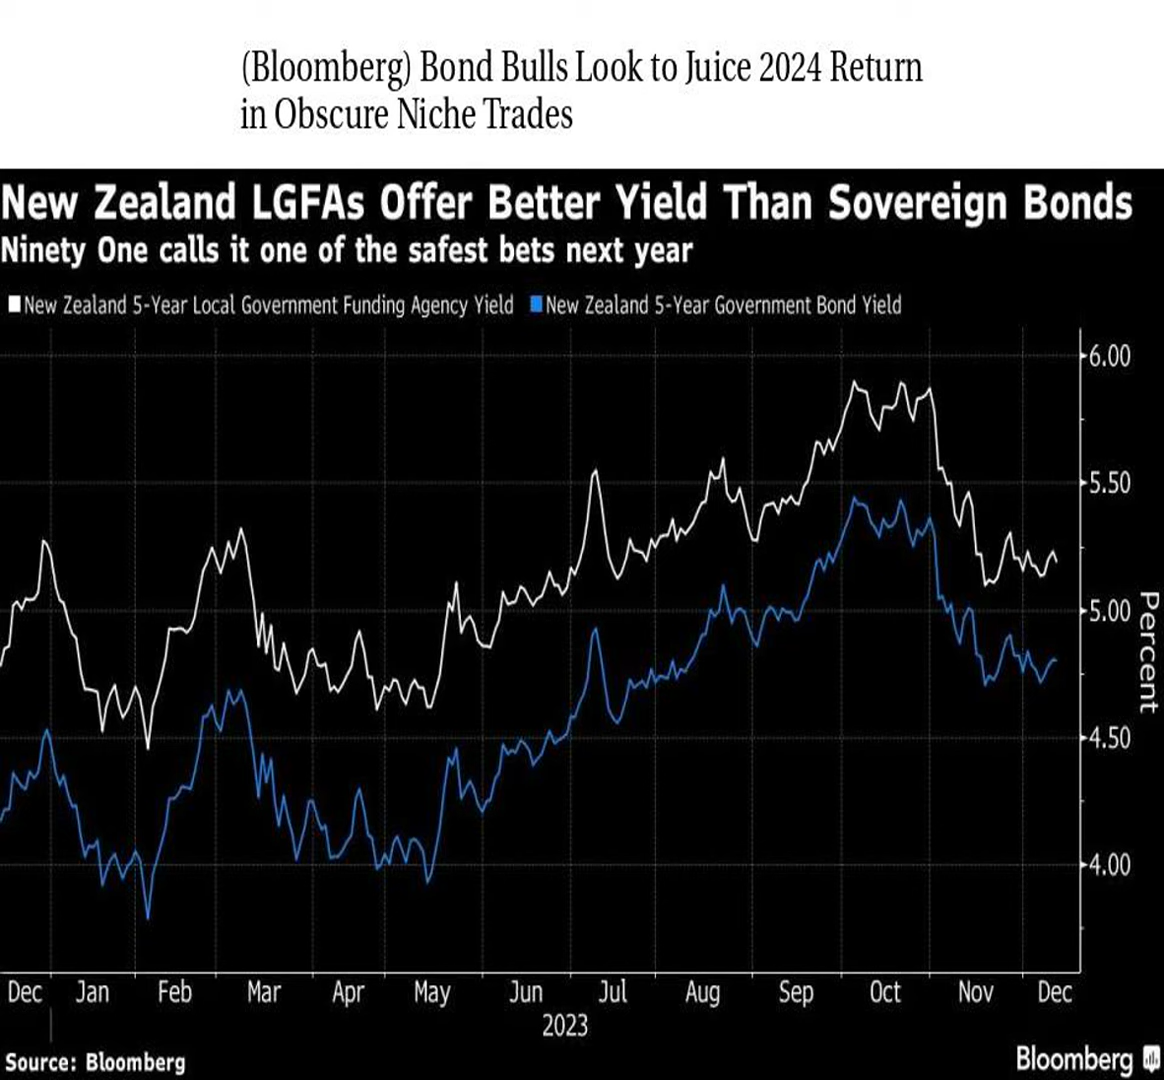 (Bloomberg) Bond Bulls Look to Juice 2024 Return
in Obscure Niche Trades
New Zealand LGFAs Offer Better Yield Than Sovereign Bonds
Ninety One calls it one of the safest bets next year
New Zealand 5-Year Local Government Funding Agency Yield New Zealand 5-Year Government Bond Yield
6.00
5.50
5.00
4.50
4.00
Percent
Dec Jan Feb Mar Apr May Jun Jul Aug Sep Oct Nov Dec
2023
Source: Bloomberg
Bloomberg